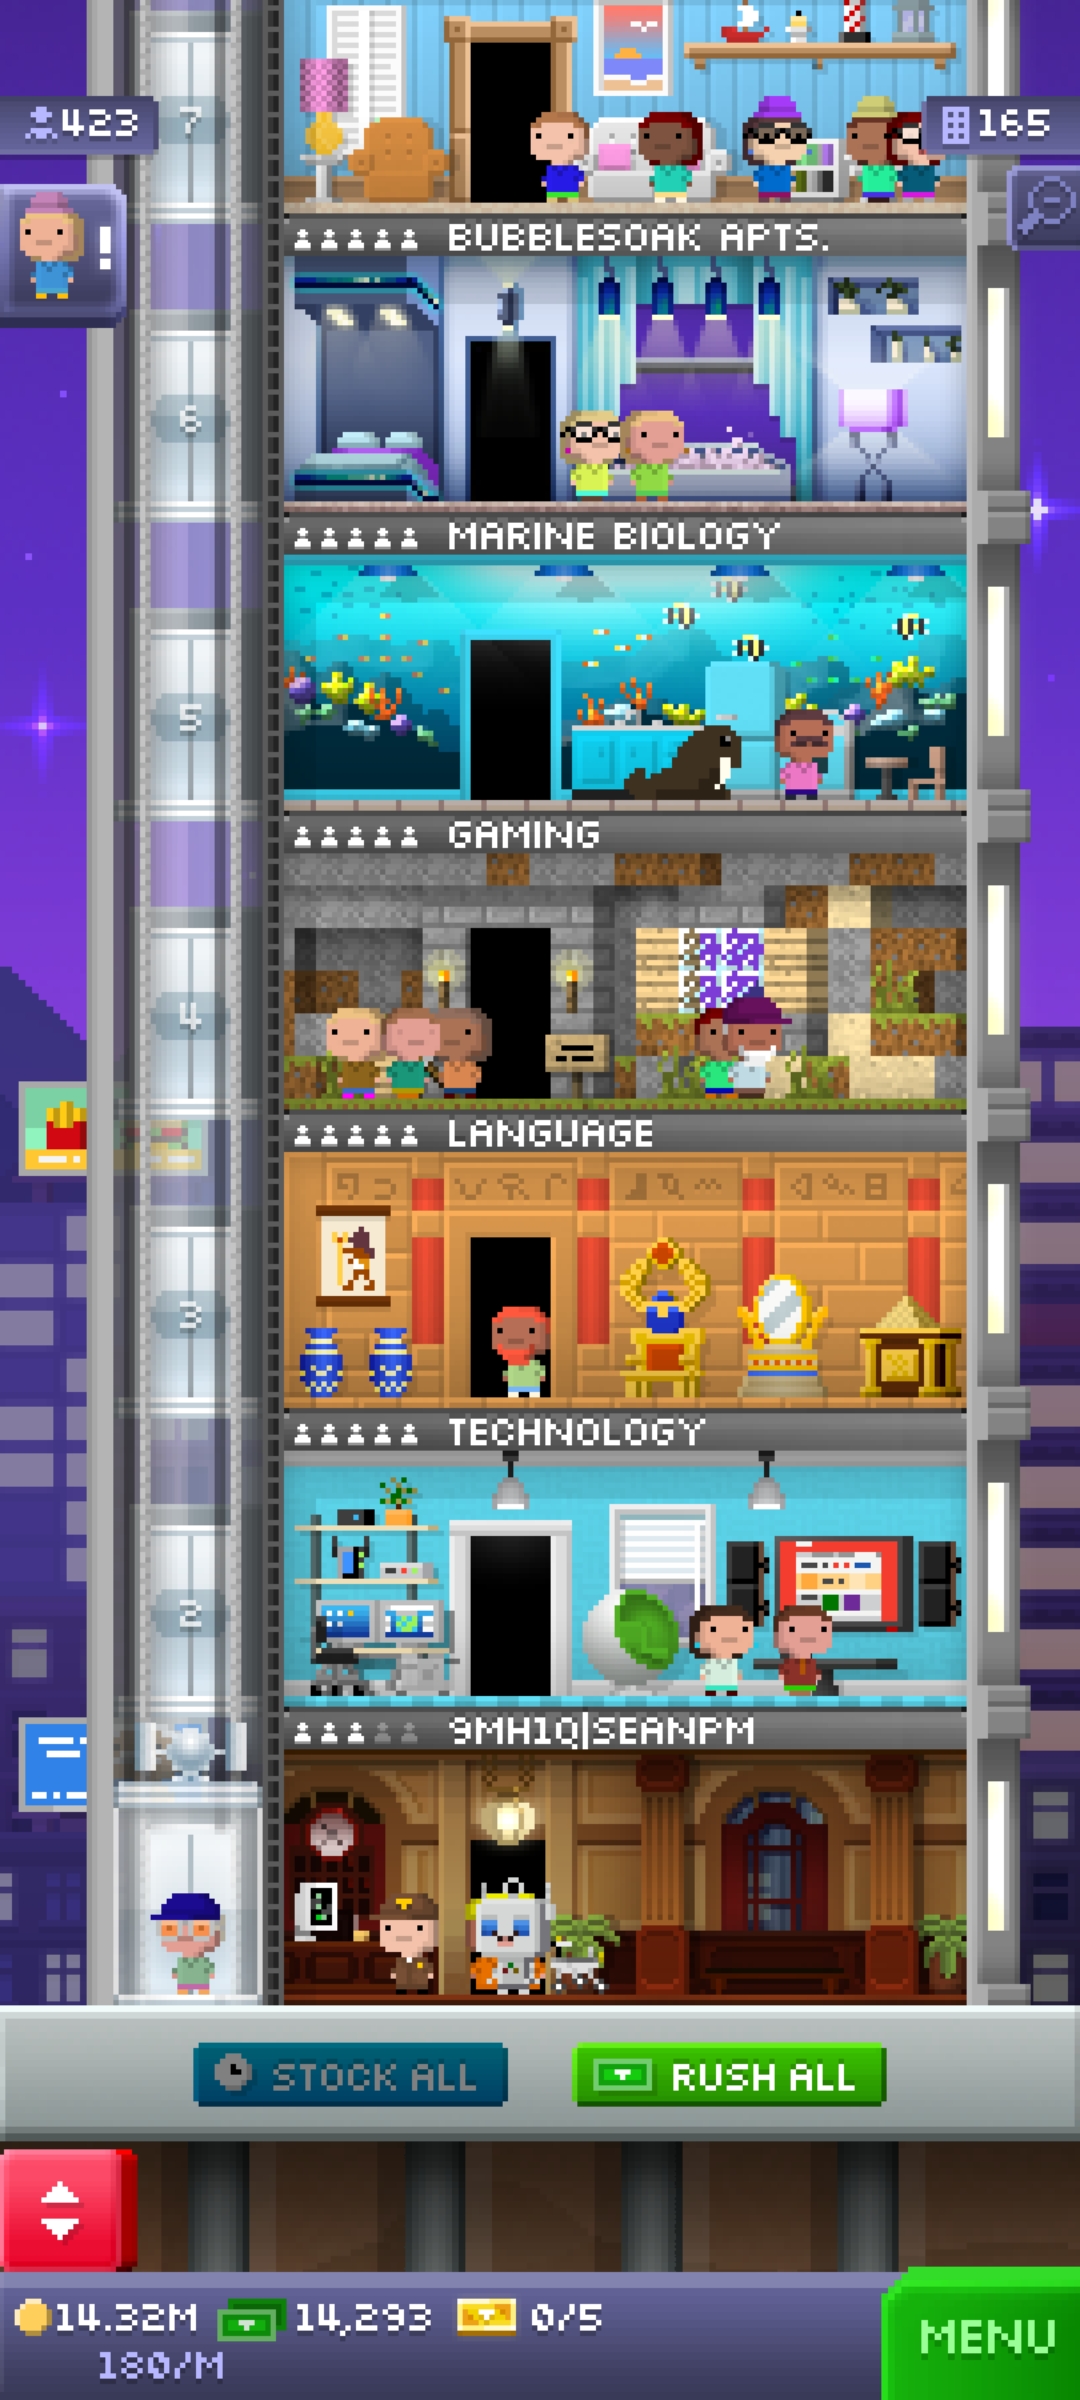 7
423
165
!
BUBBLESOAK APTS.
6
MARINE BIOLOGY
5
GAMING
4
LANGUAGE
3
TECHNOLOGY
2
9MH1Q|SEANPM
STOCK ALL
RUSH ALL
14.32M
14,293
0/5
180/M
MENU